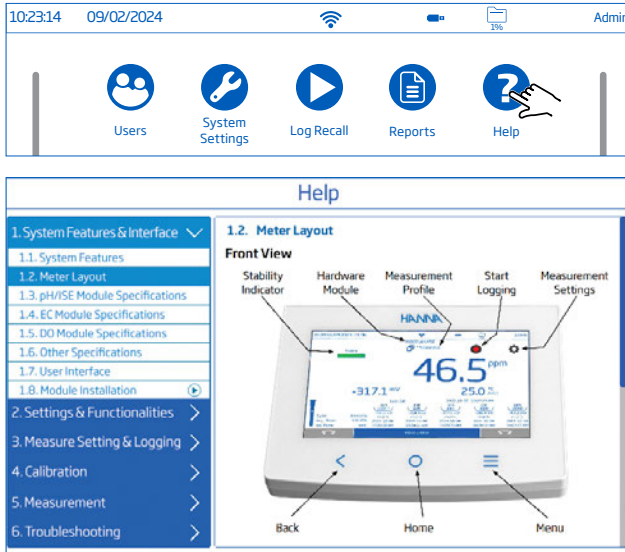 10:23:14 09/02/2024 1% Admin
Users System Settings Log Recall Reports Help
Help
1. System Features & Interface
1.1. System Features
1.2. Meter Layout
1.3. pH/ISE Module Specifications
1.4. EC Module Specifications
1.5. DO Module Specifications
1.6. Other Specifications
1.7. User Interface
1.8. Module Installation
2. Settings & Functionalities
3. Measure Setting & Logging
4. Calibration
5. Measurement
6. Troubleshooting
1.2. Meter Layout
Front View
Stability Indicator
Hardware Module
Measurement Profile
Start Logging
Measurement Settings
HANNA
46.5 ppm
-317.1 mV 25.0
Back Home Menu